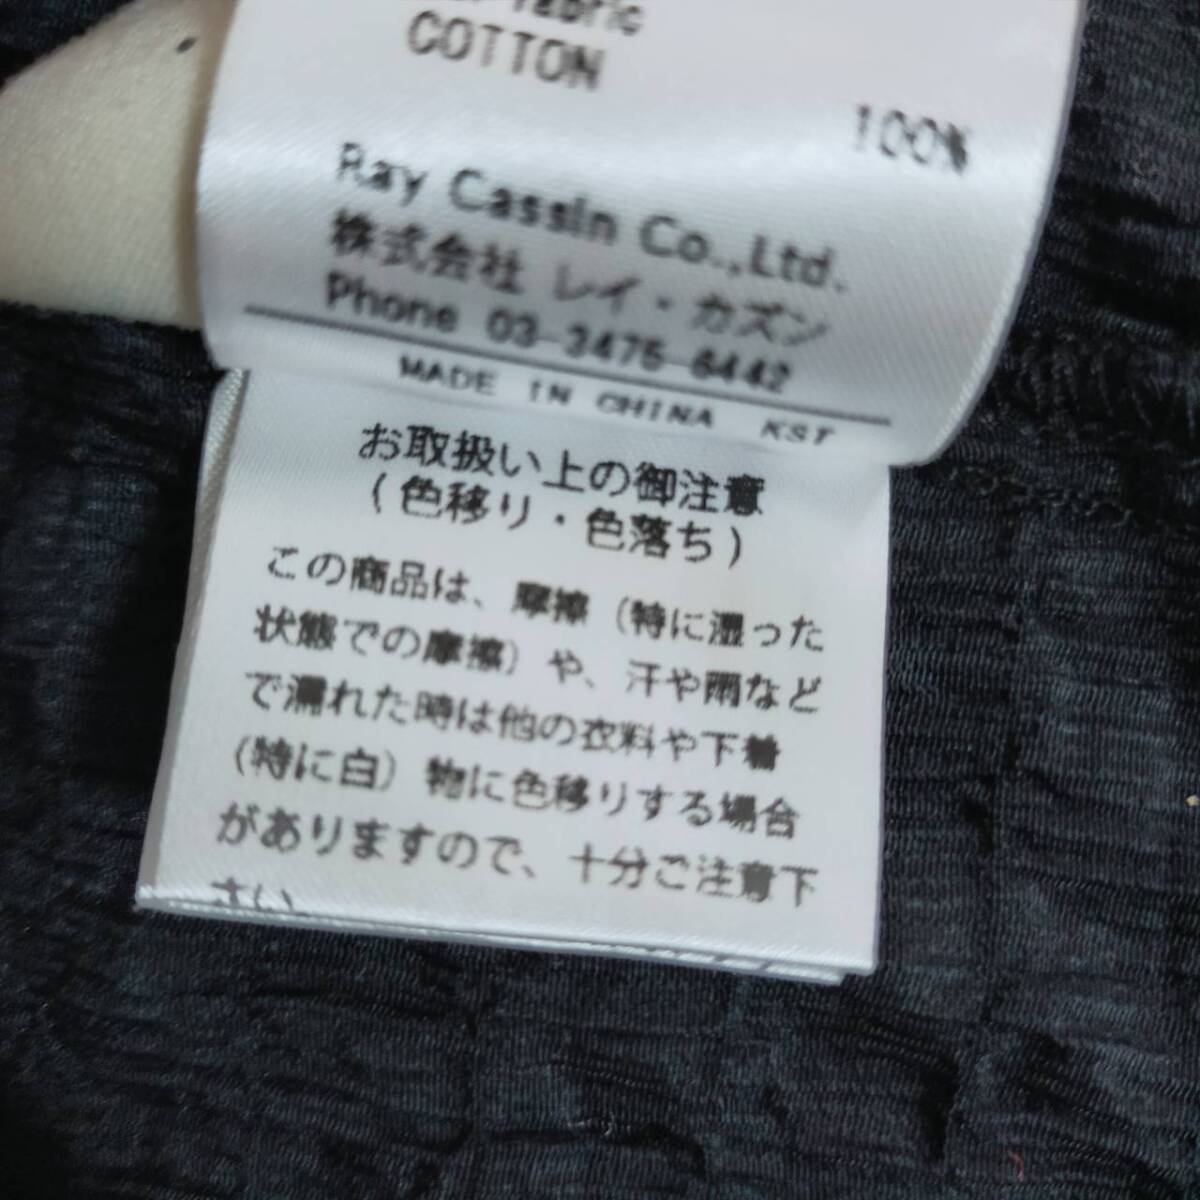 fabric
COTTON
100%
Ray Cassin Co.,Ltd.
株式会社 レイ・カズン
Phone 03-3475-6442
MADE IN CHINA KST
お取扱い上の御注意
(色移り・色落ち)
この商品は、摩擦(特に湿った
状態での摩擦)や、汗や雨など
で濡れた時は他の衣料や下着
(特に白)物に色移りする場合
がありますので、十分ご注意下
さい。